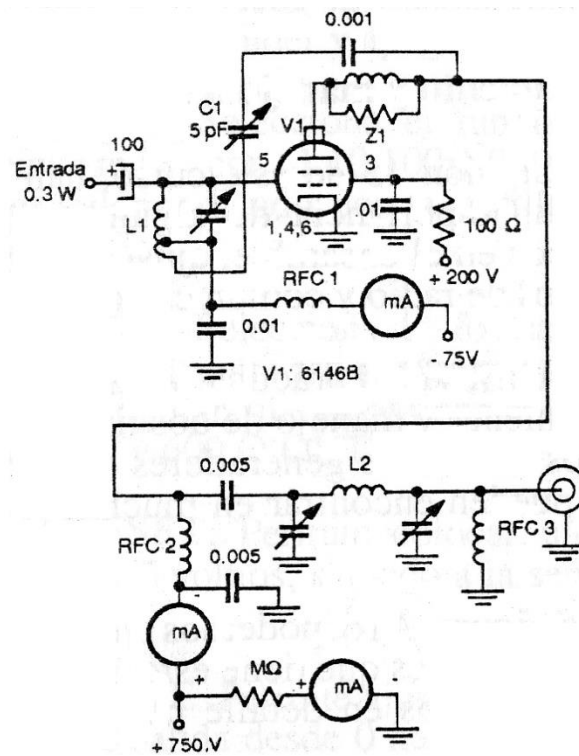 0.001
C1
5 pF
V1
Z1
100
+
5
3
Entrada
0.3 W
L1
.01
100 Ω
1,4,6
+ 200 V
RFC 1
mA
0.01
- 75V
V1: 6146B
0.005
L2
RFC 2
0.005
RFC 3
-
mA
+
MΩ
+
mA
-
+ 750.V